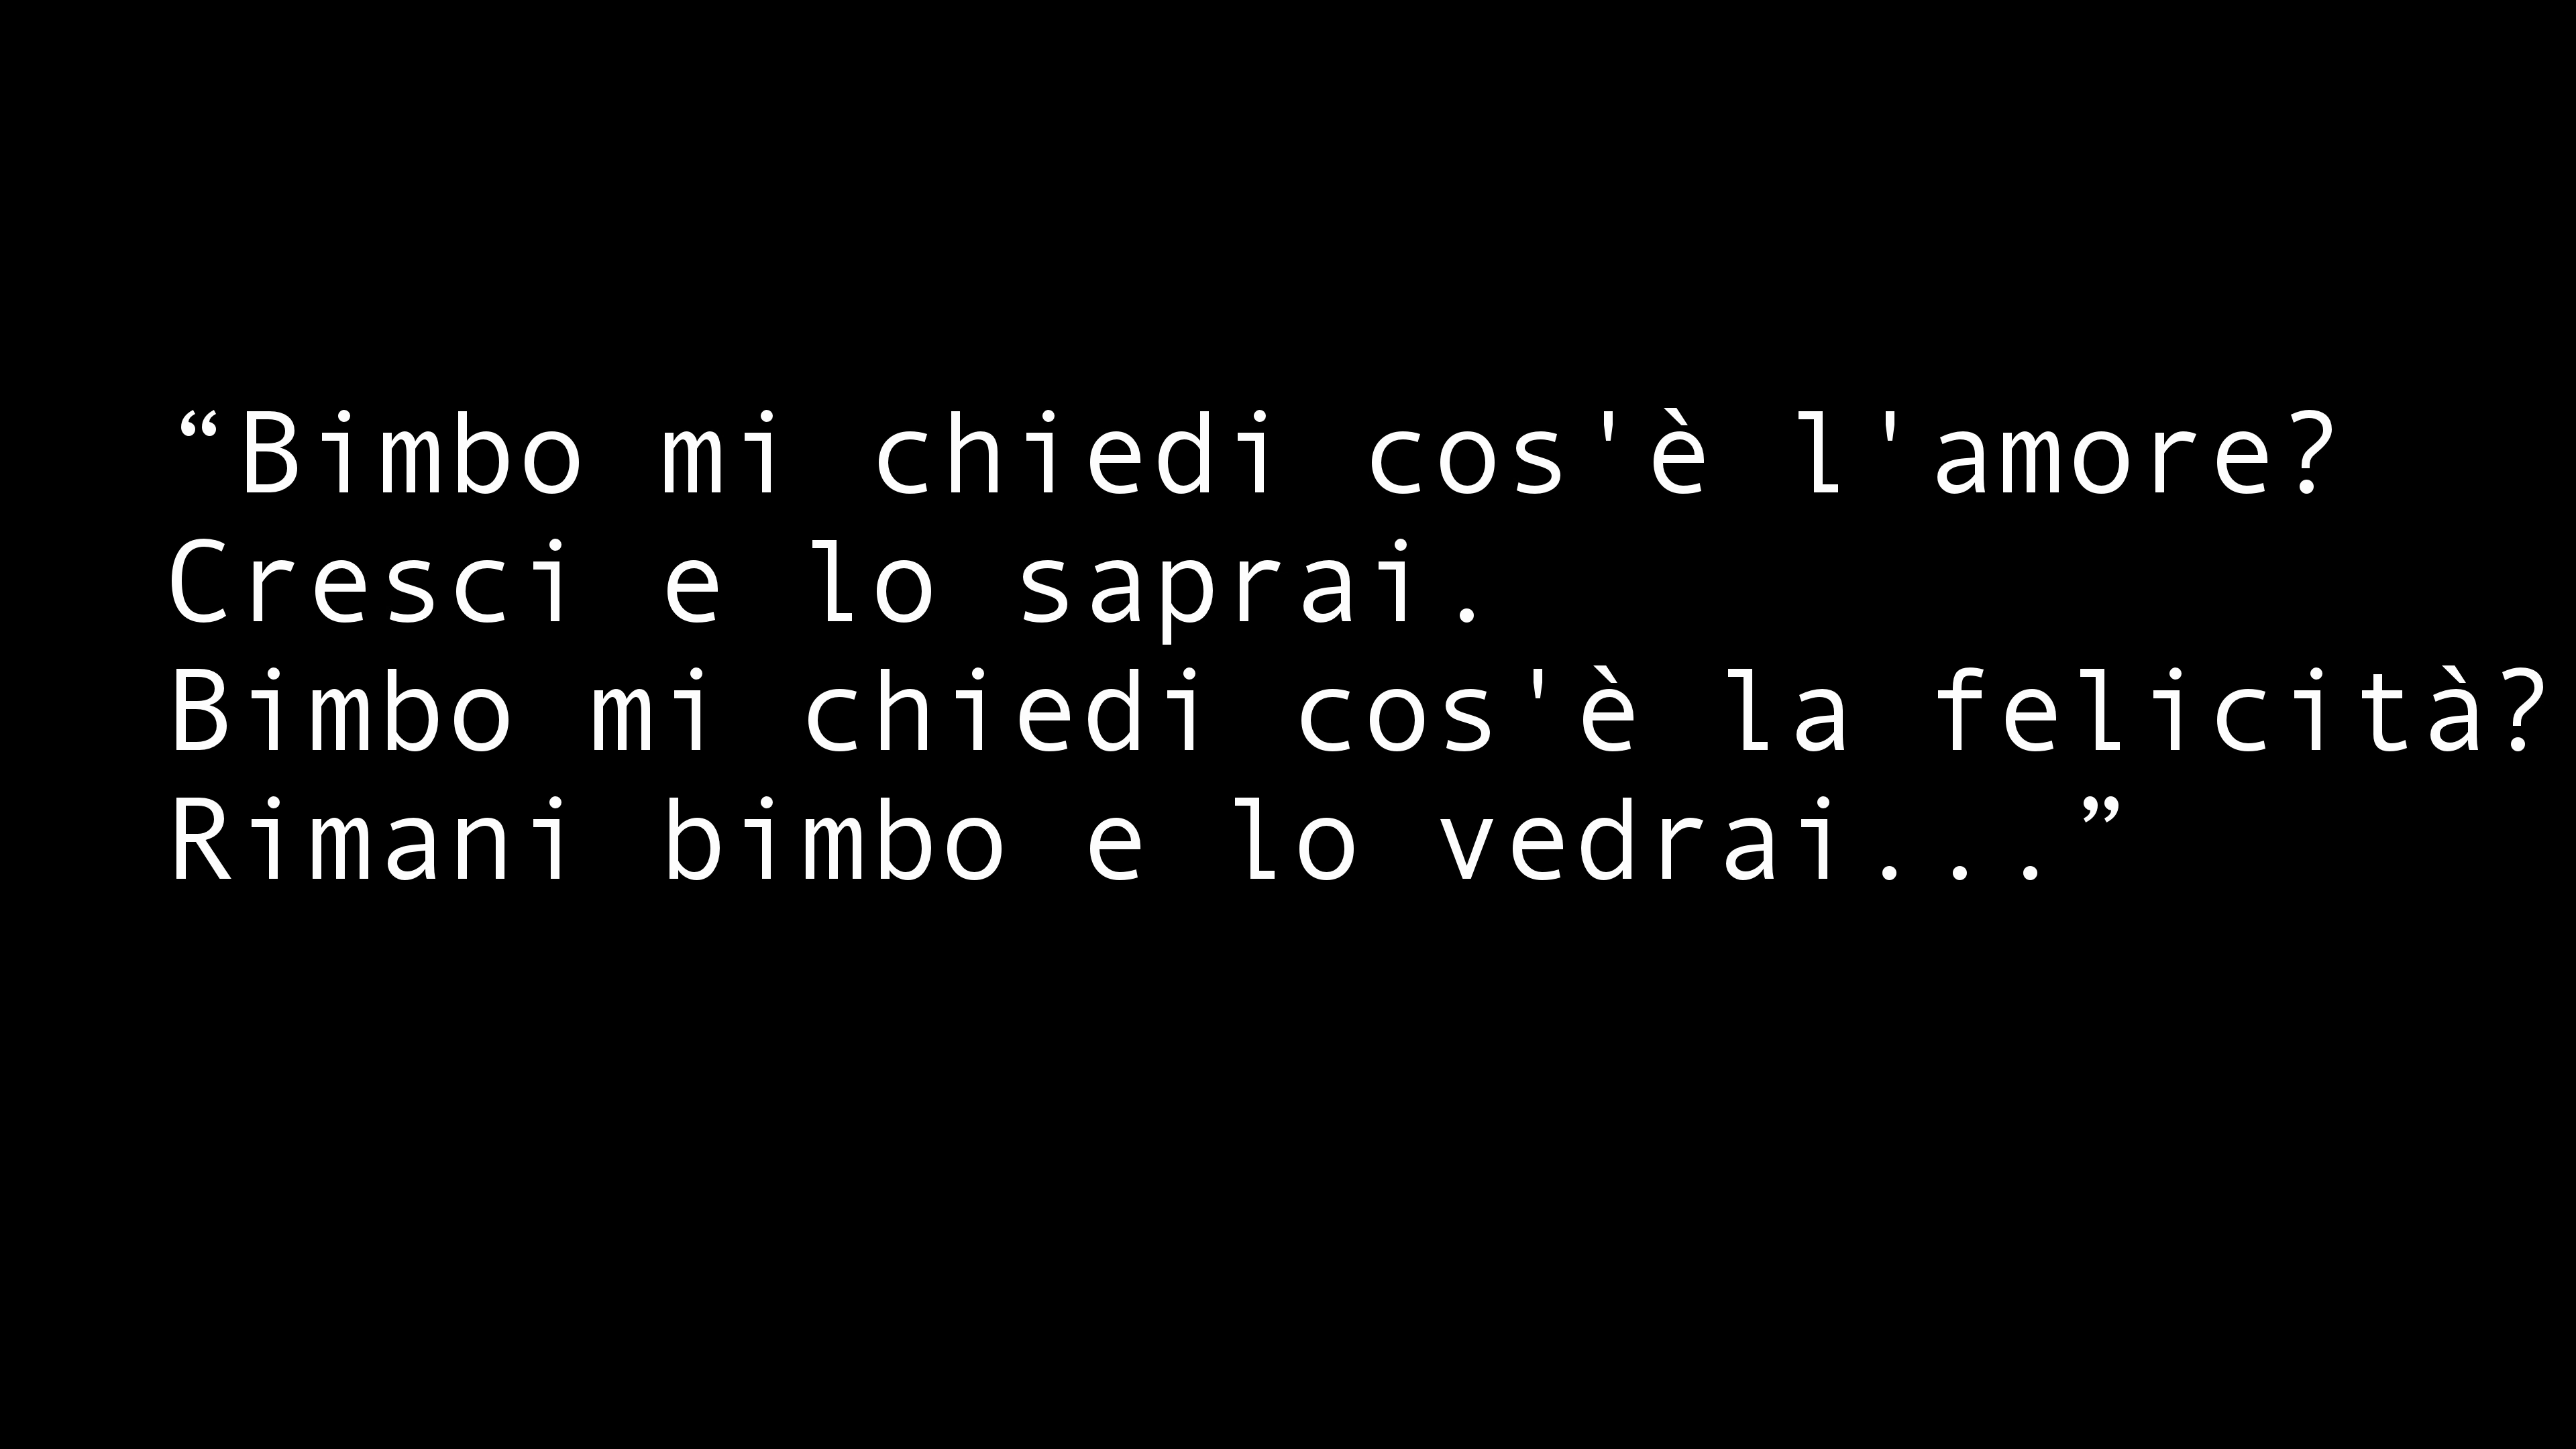 “Bimbo mi chiedi cos'è l'amore?
Cresci e lo saprai.
Bimbo mi chiedi cos'è la felicità?
Rimani bimbo e lo vedrai...”